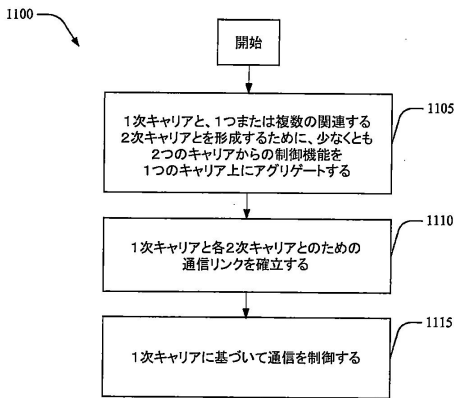 1100
開始
1次キャリアと、1つまたは複数の関連する
2次キャリアとを形成するために、少なくとも
2つのキャリアからの制御機能を
1つのキャリア上にアグリゲートする
1105
1次キャリアと各2次キャリアとのための
通信リンクを確立する
1110
1次キャリアに基づいて通信を制御する
1115